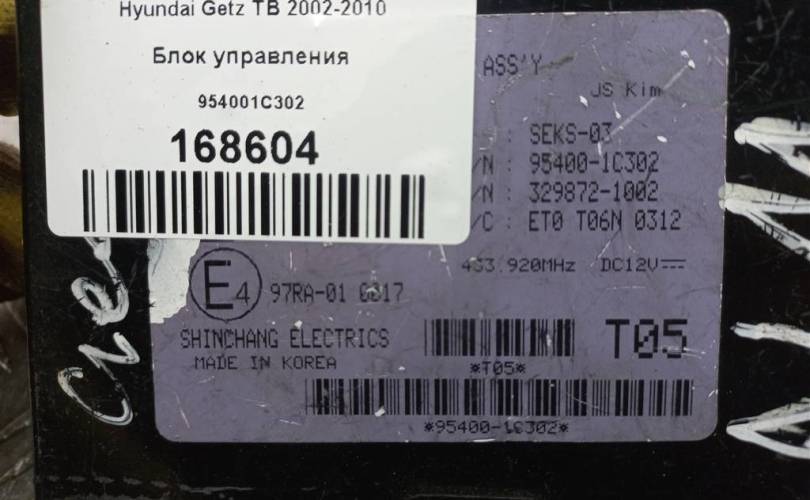 Hyundai Getz TB 2002-2010
Блок управления
954001C302
168604
ASS'Y
JS Kim
: SEKS-03
/N : 95400-1C302
/N : 329872-1002
/C : ET0 T06N 0312
433.920MHz DC12V
E4 97RA-01
SHINCHANG ELECTRICS
MADE IN KOREA
T05
*T05*
*95400-1C302*